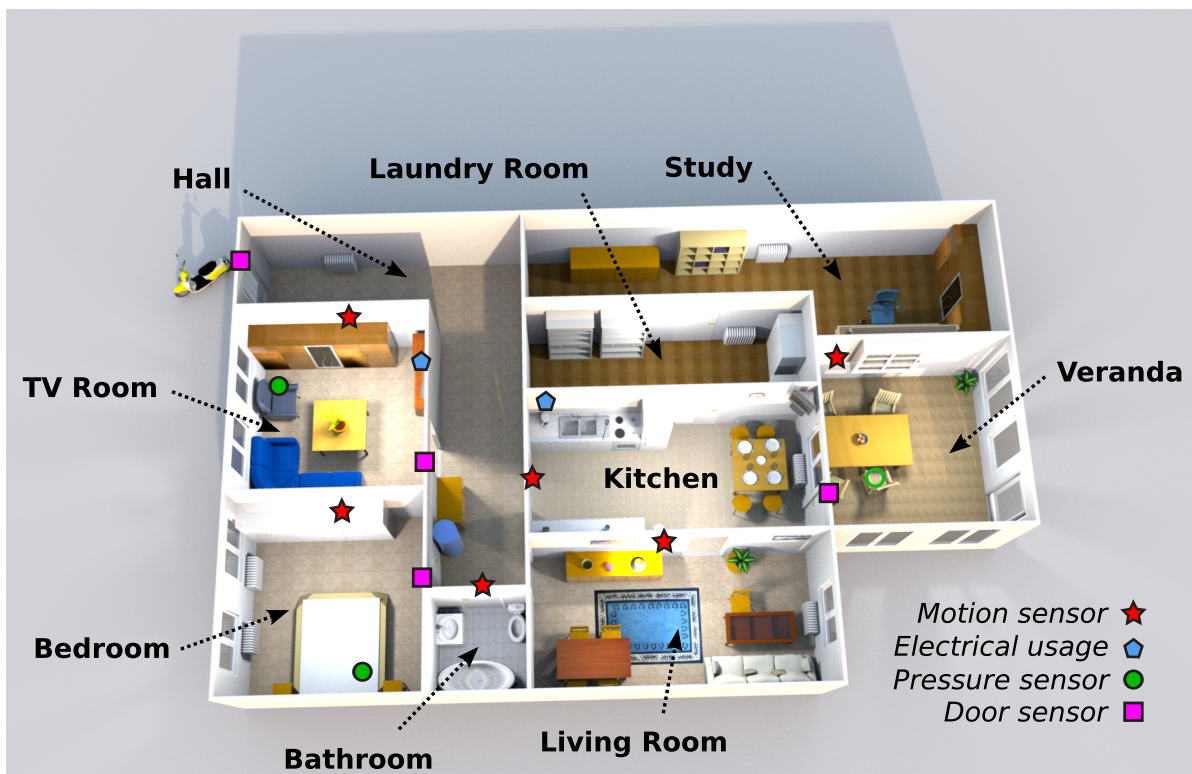 Laundry Room
Study
Hall
Veranda
TV Room
Kitchen
Motion sensor
Electrical usage
Bedroom
Pressure sensor
Door sensor
Living Room
Bathroom